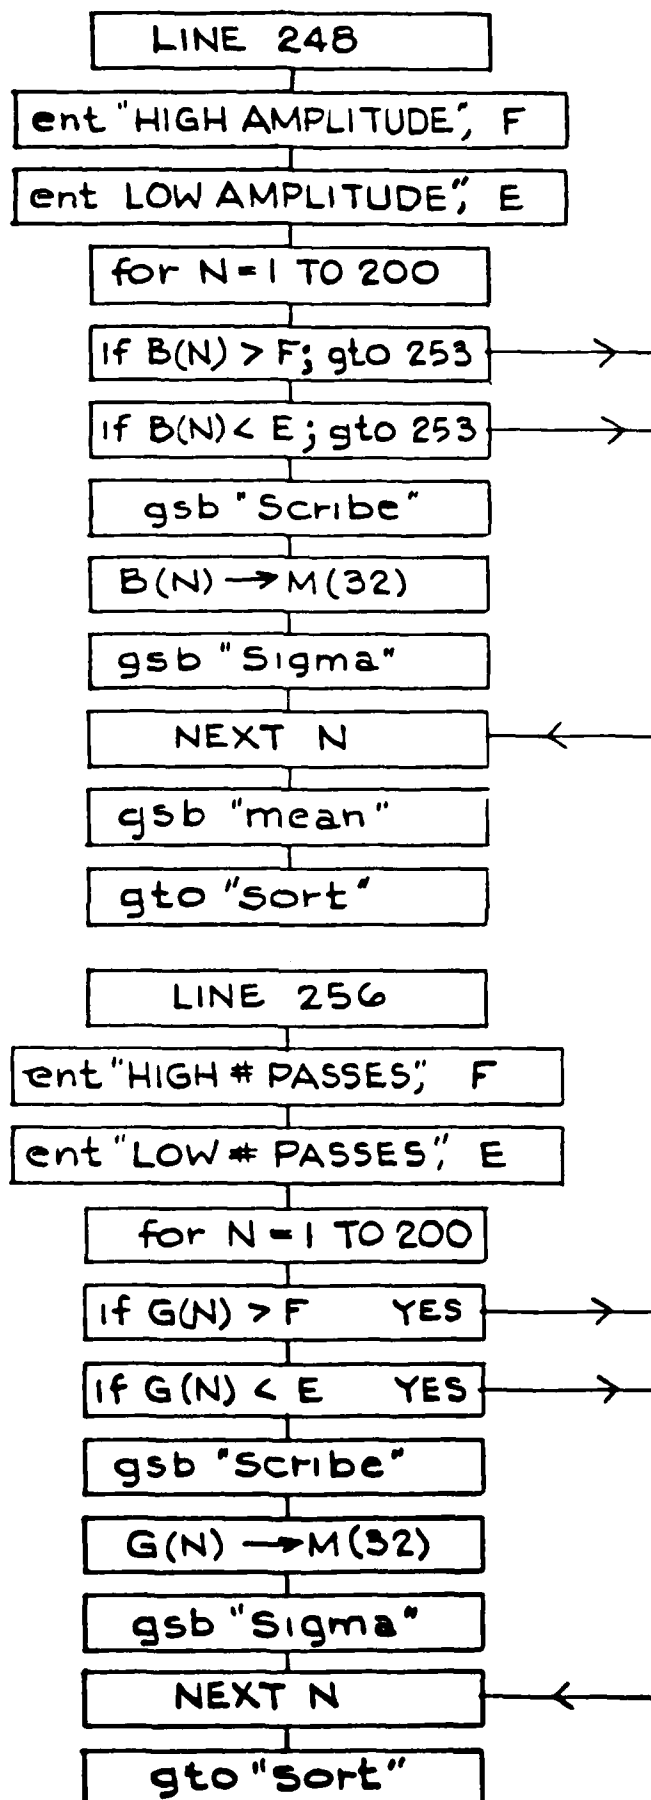 LINE 248
ent "HIGH AMPLITUDE", F
ent LOW AMPLITUDE", E
for N = 1 TO 200
if B(N) > F; gto 253
if B(N) < E; gto 253
gsb "Scribe"
B(N) → M(32)
gsb "Sigma"
NEXT N
gsb "mean"
gto "sort"
LINE 256
ent "HIGH # PASSES", F
ent "LOW # PASSES", E
for N = 1 TO 200
if G(N) > F YES
if G(N) < E YES
gsb "Scribe"
G(N) → M(32)
gsb "Sigma"
NEXT N
gto "sort"